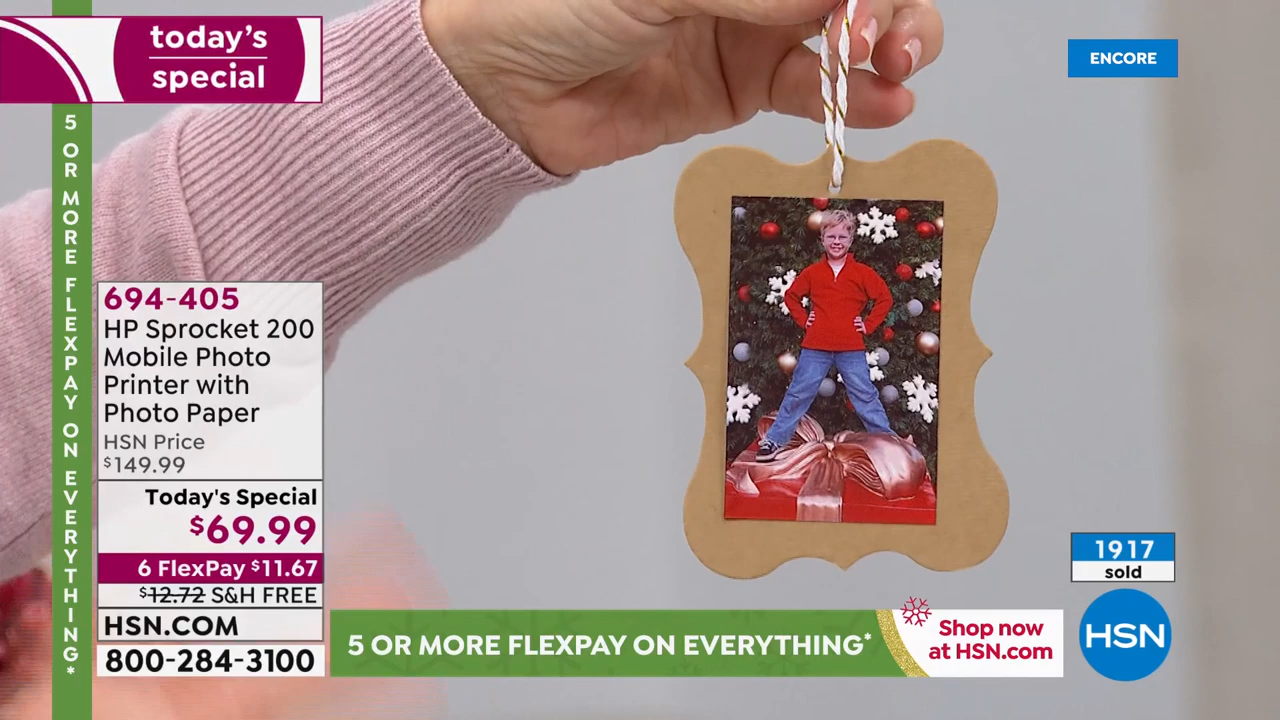 today's
special
ENCORE
5 OR MORE FLEXPAY ON EVERYTHING*
694-405
HP Sprocket 200
Mobile Photo
Printer with
Photo Paper
HSN Price
$149.99
Today's Special
$69.99
6 FlexPay $11.67
$12.72 S&H FREE
HSN.COM
800-284-3100
5 OR MORE FLEXPAY ON EVERYTHING*
Shop now
at HSN.com
1917
sold
HSN